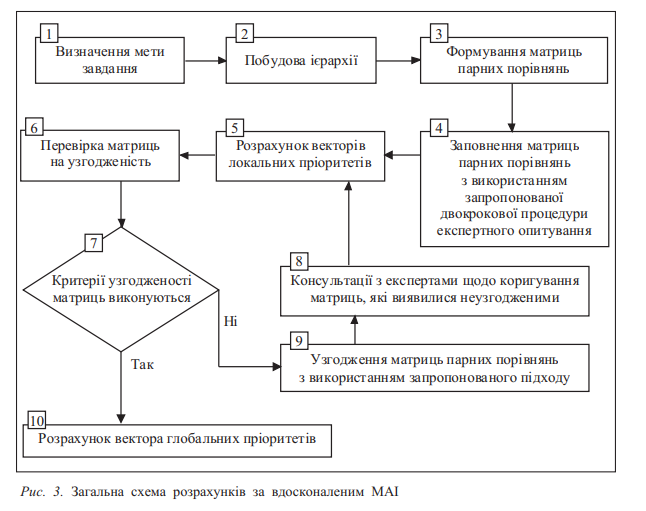 1
Визначення мети
завдання
2
Побудова ієрархії
3
Формування матриць
парних порівнянь
4
Заповнення матриць
парних порівнянь
з використанням
запропонованої
двокрокової процедури
експертного опитування
5
Розрахунок векторів
локальних пріоритетів
6
Перевірка матриць
на узгодженість
7
Критерії узгодженості
матриць виконуються
Ні
Так
8
Консультації з експертами щодо коригування
матриць, які виявилися неузгодженими
9
Узгодження матриць парних порівнянь
з використанням запропонованого підходу
10
Розрахунок вектора глобальних пріоритетів
Рис. 3. Загальна схема розрахунків за вдосконаленим МАІ